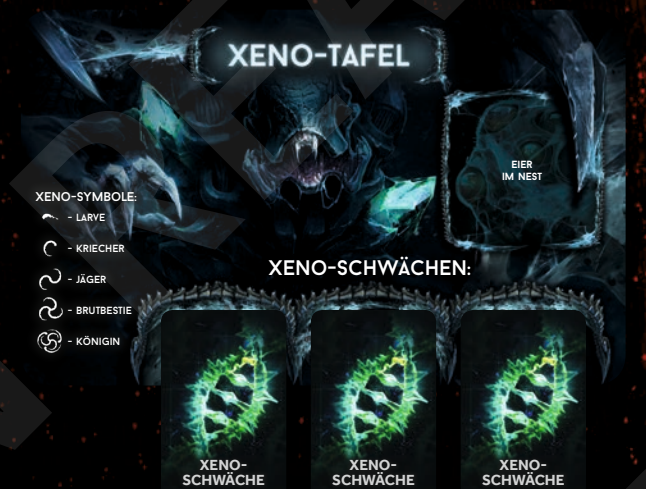 XENO-TAFEL
EIER
IM NEST
XENO-SYMBOLE:
- LARVE
- KRIECHER
- JÄGER
- BRUTBESTIE
- KÖNIGIN
XENO-SCHWÄCHEN:
XENO-
SCHWÄCHE
XENO-
SCHWÄCHE
XENO-
SCHWÄCHE